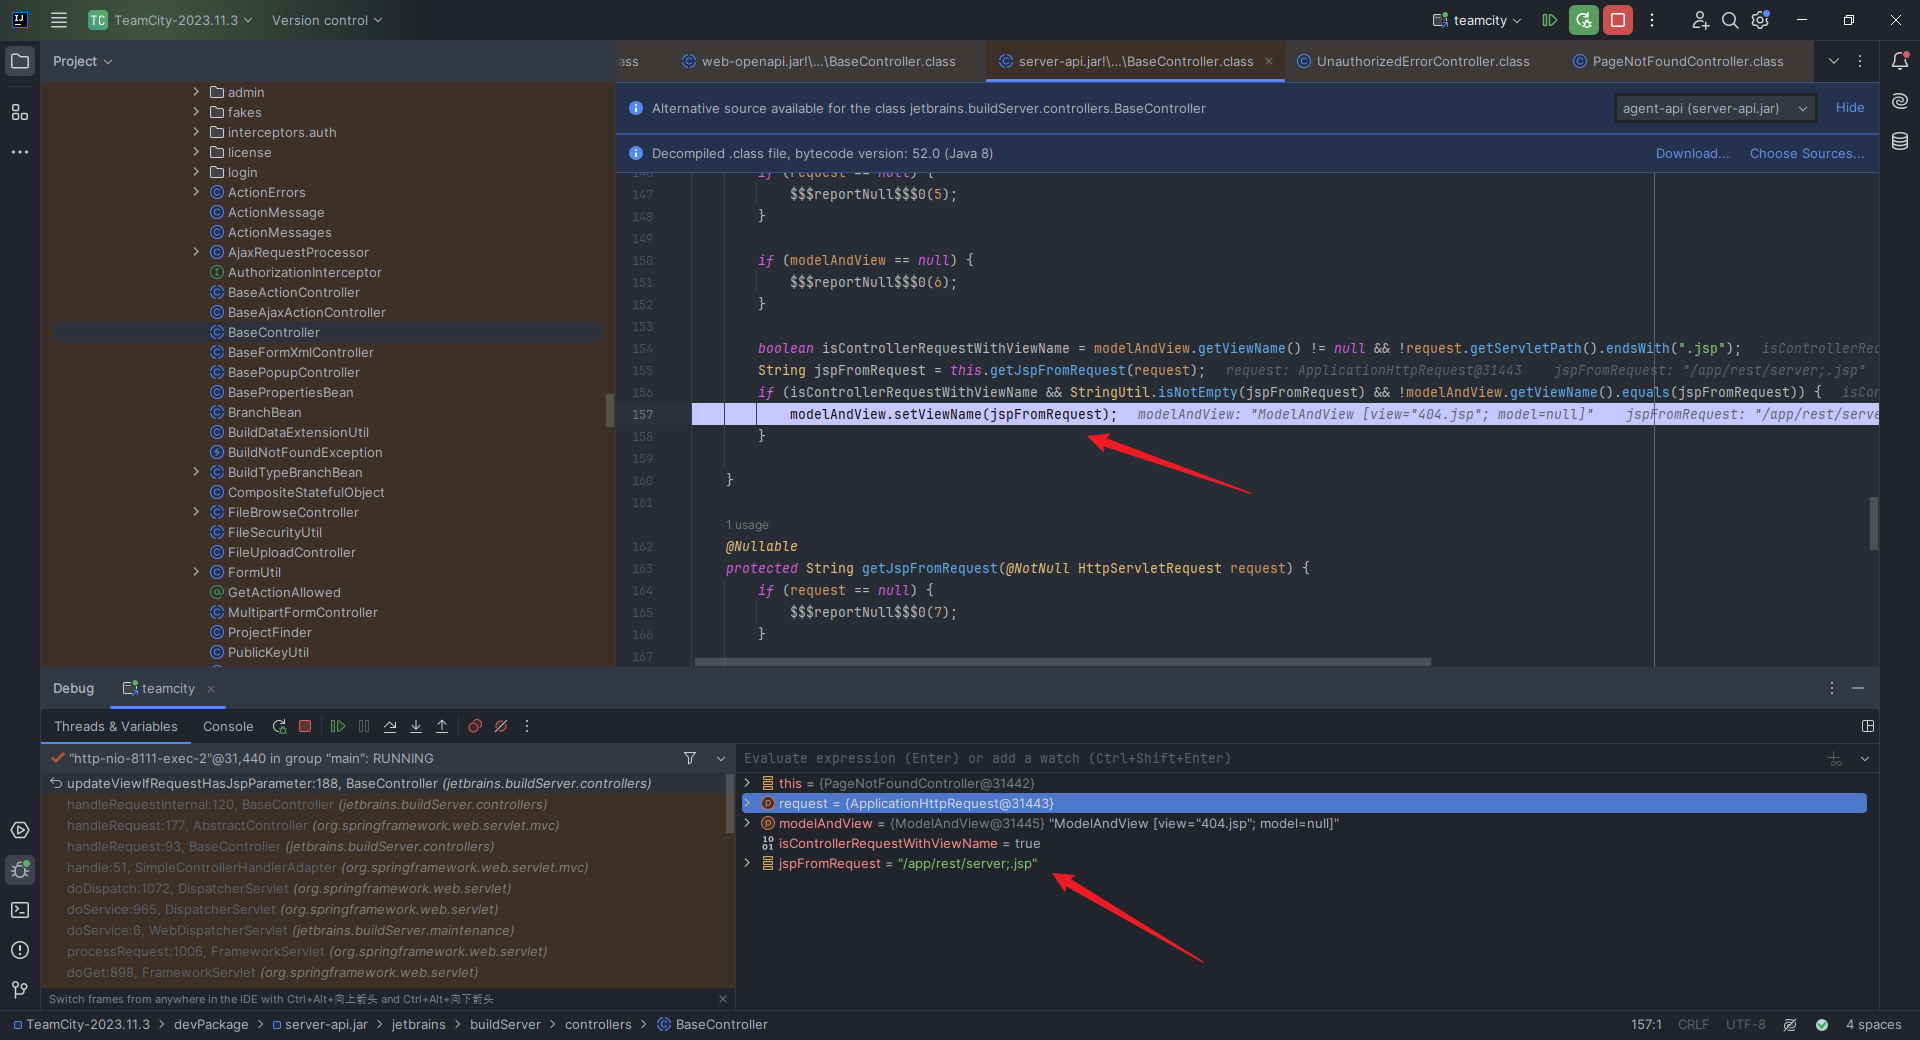 TC TeamCity-2023.11.3 Version control teamcity
Project
ass web-openapi.jar!\...\BaseController.class server-api.jar!\...\BaseController.class UnauthorizedErrorController.class PageNotFoundController.class
Alternative source available for the class jetbrains.buildServer.controllers.BaseController agent-api (server-api.jar) Hide
Decompiled .class file, bytecode version: 52.0 (Java 8) Download... Choose Sources...
admin
fakes
interceptors.auth
license
login
ActionErrors
ActionMessage
ActionMessages
AjaxRequestProcessor
AuthorizationInterceptor
BaseActionController
BaseAjaxActionController
BaseController
BaseFormXmlController
BasePopupController
BasePropertiesBean
BranchBean
BuildDataExtensionUtil
BuildNotFoundException
BuildTypeBranchBean
CompositeStatefulObject
FileBrowseController
FileSecurityUtil
FileUploadController
FormUtil
GetActionAllowed
MultipartFormController
ProjectFinder
PublicKeyUtil
146 if (request == null) {
147 $$$reportNull$$$0(5);
148 }
149
150 if (modelAndView == null) {
151 $$$reportNull$$$0(6);
152 }
153
154 boolean isControllerRequestWithViewName = modelAndView.getViewName() != null && !request.getServletPath().endsWith(".jsp"); isControllerReq
155 String jspFromRequest = this.getJspFromRequest(request); request: ApplicationHttpRequest@31443 jspFromRequest: "/app/rest/server;.jsp"
156 if (isControllerRequestWithViewName && StringUtil.isNotEmpty(jspFromRequest) && !modelAndView.getViewName().equals(jspFromRequest)) { isCon
157 modelAndView.setViewName(jspFromRequest); modelAndView: "ModelAndView [view="404.jsp"; model=null]" jspFromRequest: "/app/rest/serve
158 }
159
160 }
161
1 usage
162 @Nullable
163 protected String getJspFromRequest(@NotNull HttpServletRequest request) {
164 if (request == null) {
165 $$$reportNull$$$0(7);
166 }
167
Debug teamcity
Threads & Variables Console
"http-nio-8111-exec-2"@31,440 in group "main": RUNNING
updateViewIfRequestHasJspParameter:188, BaseController (jetbrains.buildServer.controllers)
handleRequestInternal:120, BaseController (jetbrains.buildServer.controllers)
handleRequest:177, AbstractController (org.springframework.web.servlet.mvc)
handleRequest:93, BaseController (jetbrains.buildServer.controllers)
handle:51, SimpleControllerHandlerAdapter (org.springframework.web.servlet.mvc)
doDispatch:1072, DispatcherServlet (org.springframework.web.servlet)
doService:965, DispatcherServlet (org.springframework.web.servlet)
doService:6, WebDispatcherServlet (jetbrains.buildServer.maintenance)
processRequest:1006, FrameworkServlet (org.springframework.web.servlet)
doGet:898, FrameworkServlet (org.springframework.web.servlet)
Switch frames from anywhere in the IDE with Ctrl+Alt+向上箭头 and Ctrl+Alt+向下箭头
Evaluate expression (Enter) or add a watch (Ctrl+Shift+Enter)
this = {PageNotFoundController@31442}
request = {ApplicationHttpRequest@31443}
modelAndView = {ModelAndView@31445} "ModelAndView [view="404.jsp"; model=null]"
isControllerRequestWithViewName = true
jspFromRequest = "/app/rest/server;.jsp"
TeamCity-2023.11.3 devPackage server-api.jar jetbrains buildServer controllers BaseController 157:1 CRLF UTF-8 4 spaces